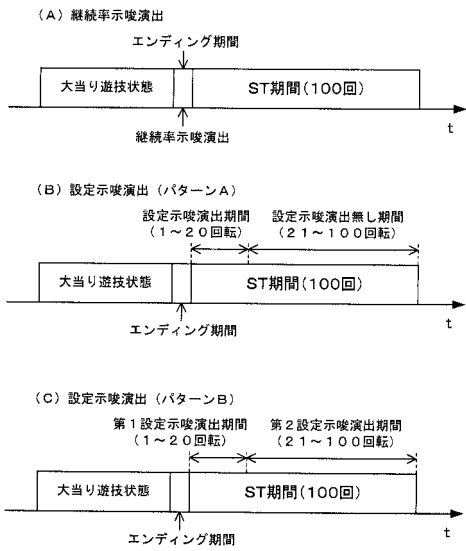 (A)継続率示唆演出
エンディング期間
大当り遊技状態
ST期間(100回)
継続率示唆演出
t
(B)設定示唆演出(パターンA)
設定示唆演出期間
(1~20回転)
設定示唆演出無し期間
(21~100回転)
大当り遊技状態
ST期間(100回)
エンディング期間
t
(C)設定示唆演出(パターンB)
第1設定示唆演出期間
(1~20回転)
第2設定示唆演出期間
(21~100回転)
大当り遊技状態
ST期間(100回)
エンディング期間
t